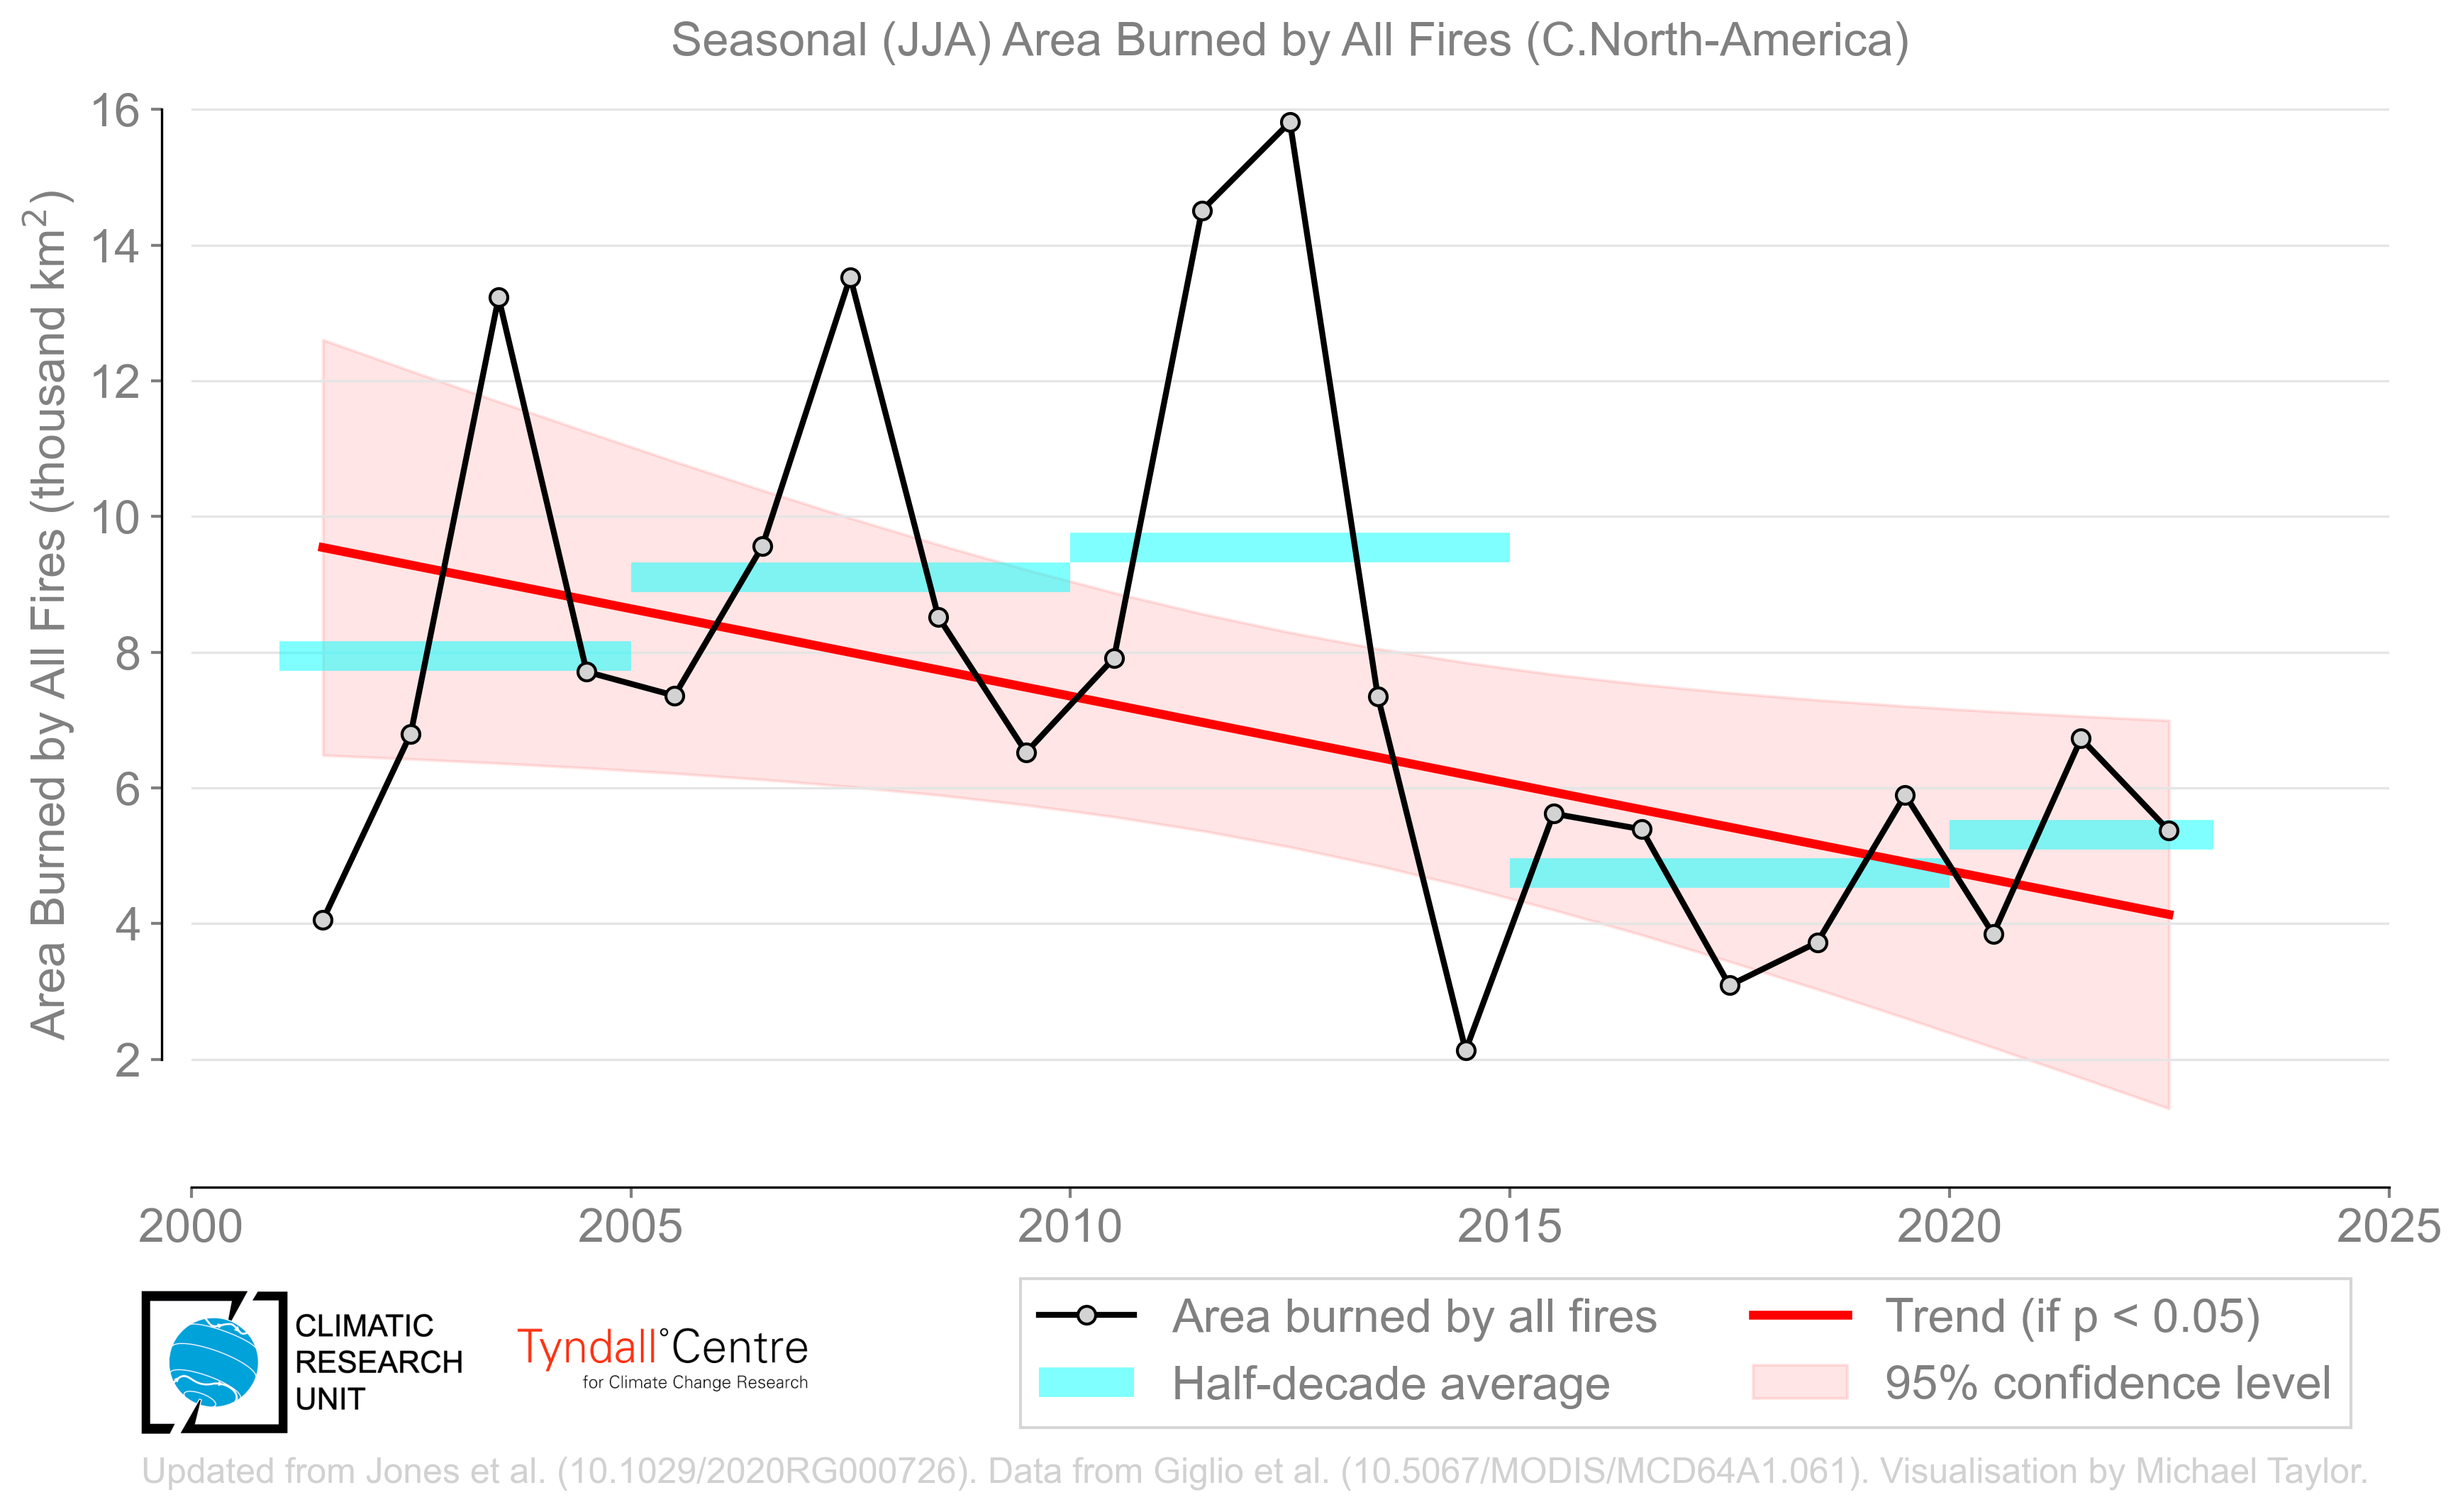 Seasonal (JJA) Area Burned by All Fires (C.North-America)
Area Burned by All Fires (thousand km²)
16
14
12
10
8
6
4
2
2000 2005 2010 2015 2020 2025
CLIMATIC
RESEARCH
UNIT
Tyndall°Centre
for Climate Change Research
Area burned by all fires
Half-decade average
Trend (if p < 0.05)
95% confidence level
Updated from Jones et al. (10.1029/2020RG000726). Data from Giglio et al. (10.5067/MODIS/MCD64A1.061). Visualisation by Michael Taylor.